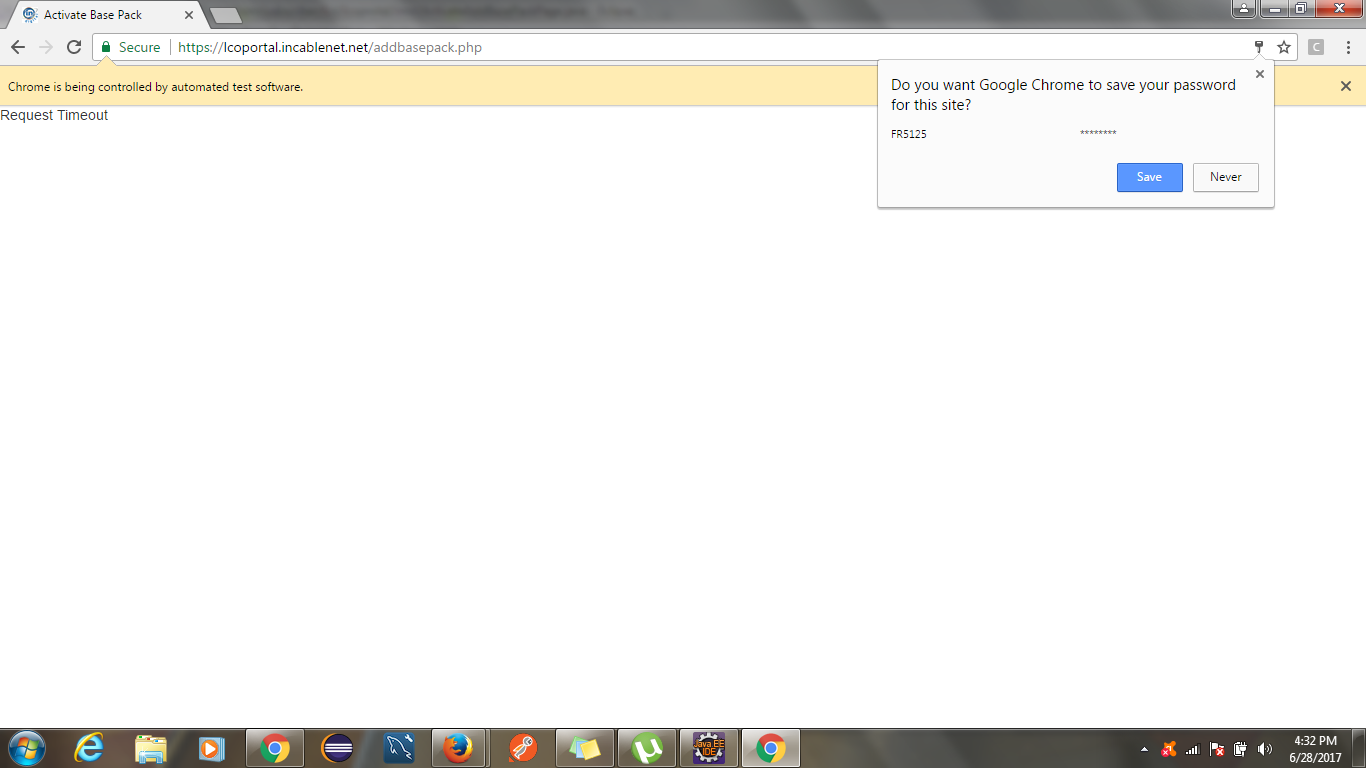 Activate Base Pack
Secure https://lcoportal.incablenet.net/addbasepack.php
C
Chrome is being controlled by automated test software.
Request Timeout
Do you want Google Chrome to save your password
for this site?
FR5125 ********
Save Never
Java EE
IDE
4:32 PM
6/28/2017